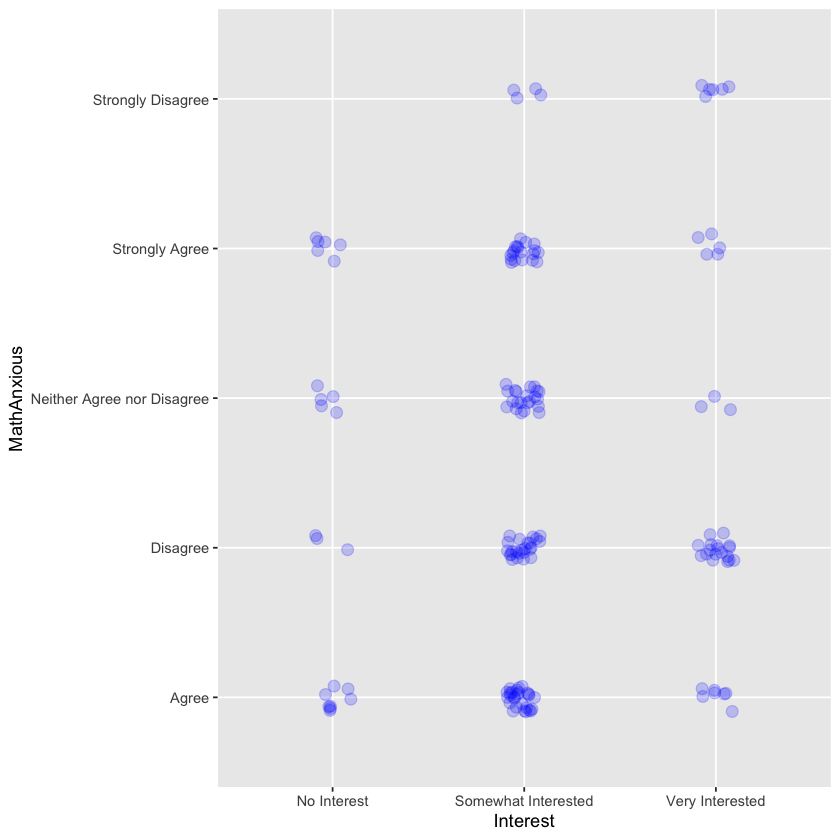 Strongly Disagree
Strongly Agree
Neither Agree nor Disagree
Disagree
Agree
MathAnxious
No Interest
Somewhat Interested
Very Interested
Interest